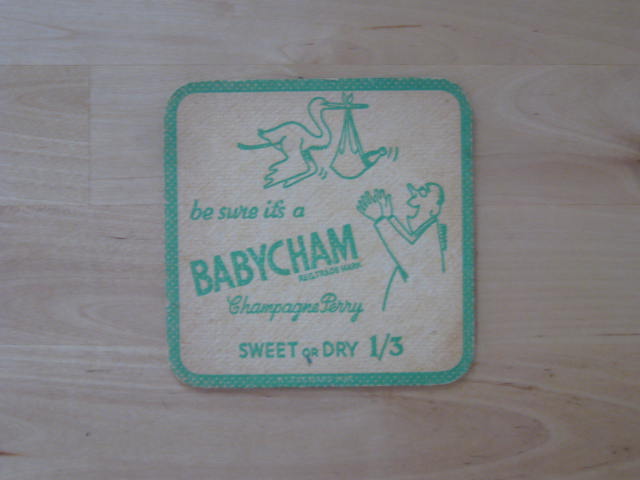 be sure it's a
BABYCHAM
REG. TRADE MARK
Champagne Perry
SWEET OR DRY 1/3